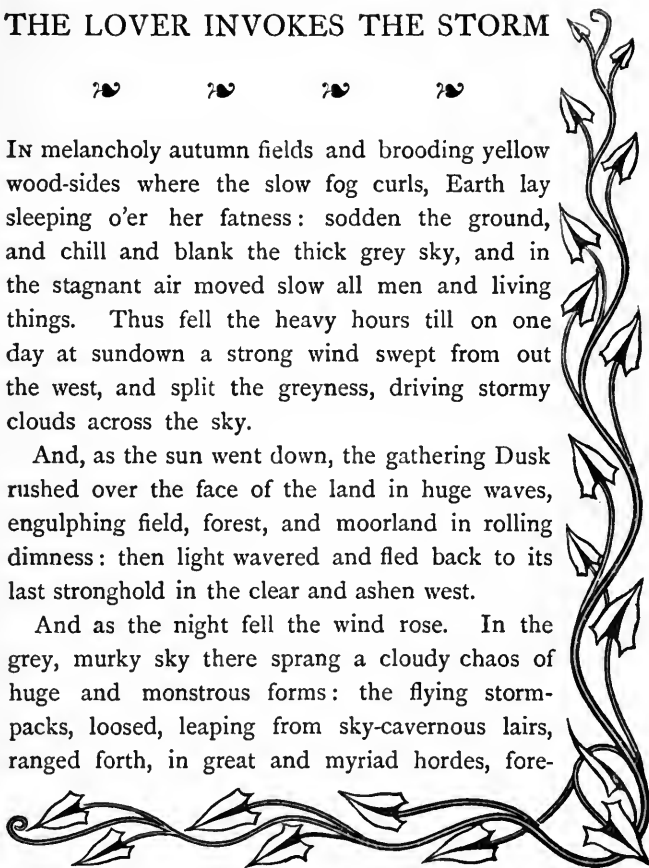 THE LOVER INVOKES THE STORM
IN melancholy autumn fields and brooding yellow
wood-sides where the slow fog curls, Earth lay
sleeping o'er her fatness: sodden the ground,
and chill and blank the thick grey sky, and in
the stagnant air moved slow all men and living
things. Thus fell the heavy hours till on one
day at sundown a strong wind swept from out
the west, and split the greyness, driving stormy
clouds across the sky.
And, as the sun went down, the gathering Dusk
rushed over the face of the land in huge waves,
engulphing field, forest, and moorland in rolling
dimness: then light wavered and fled back to its
last stronghold in the clear and ashen west.
And as the night fell the wind rose. In the
grey, murky sky there sprang a cloudy chaos of
huge and monstrous forms: the flying storm-
packs, loosed, leaping from sky-cavernous lairs,
ranged forth, in great and myriad hordes, fore-